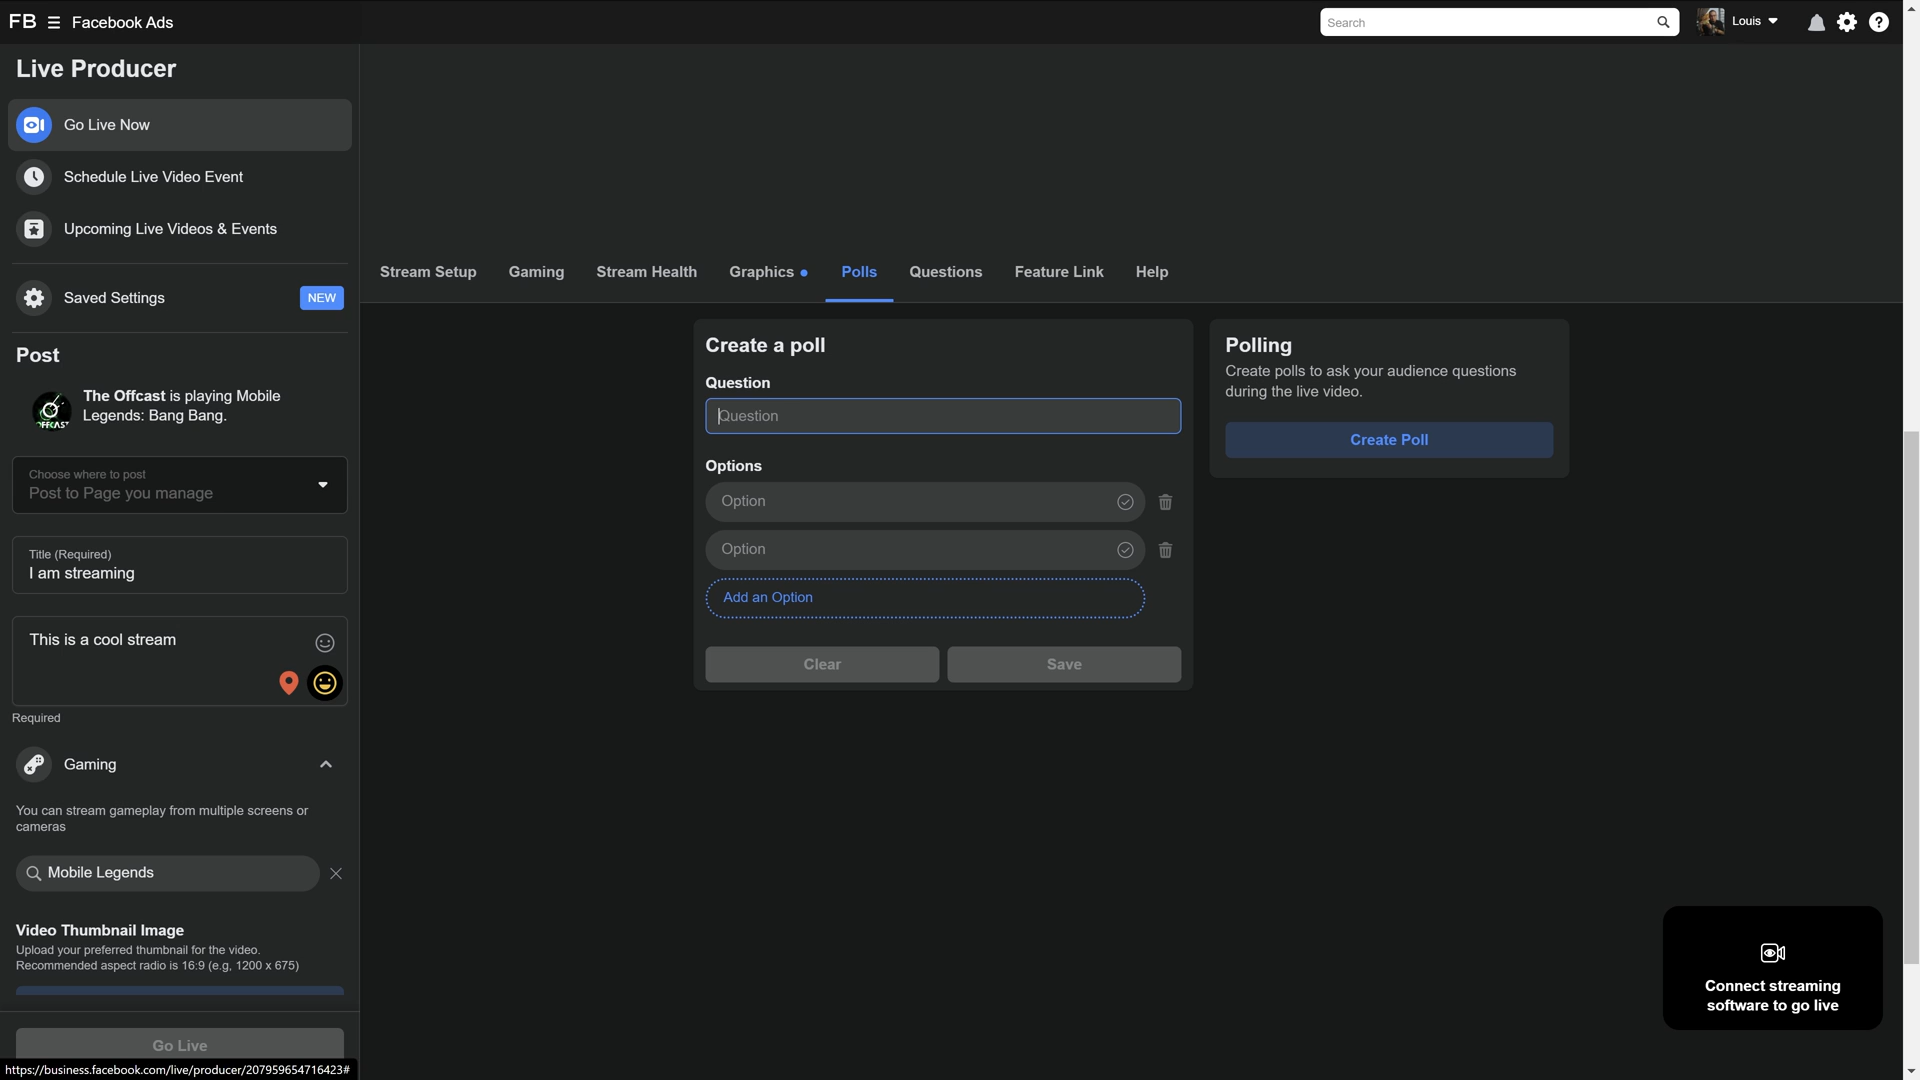 FB Facebook Ads
Search
Louis
Live Producer
Go Live Now
Schedule Live Video Event
Upcoming Live Videos & Events
Saved Settings NEW
Post
The Offcast is playing Mobile
Legends: Bang Bang.
OFFCAST
Choose where to post
Post to Page you manage
Title (Required)
I am streaming
This is a cool stream
Required
Gaming
You can stream gameplay from multiple screens or
cameras
Mobile Legends
Video Thumbnail Image
Upload your preferred thumbnail for the video.
Recommended aspect radio is 16:9 (e.g, 1200 x 675)
Go Live
https://business.facebook.com/live/producer/207959654716423#
Stream Setup Gaming Stream Health Graphics Polls Questions Feature Link Help
Create a poll
Question
Question
Options
Option
Option
Add an Option
Clear Save
Polling
Create polls to ask your audience questions
during the live video.
Create Poll
Connect streaming
software to go live